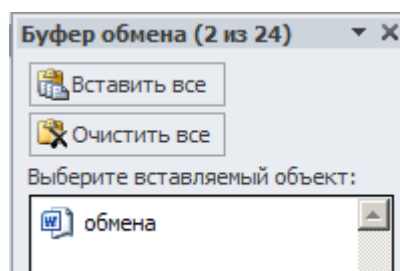 Буфер обмена (2 из 24)
Вставить все
Очистить все
Выберите вставляемый объект:
обмена